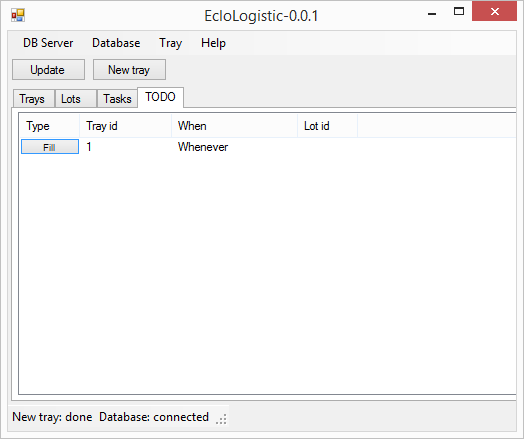 EcloLogistic-0.0.1
DB Server Database Tray Help
Update New tray
Trays Lots Tasks TODO
Type Tray id When Lot id
Fill 1 Whenever
New tray: done Database: connected